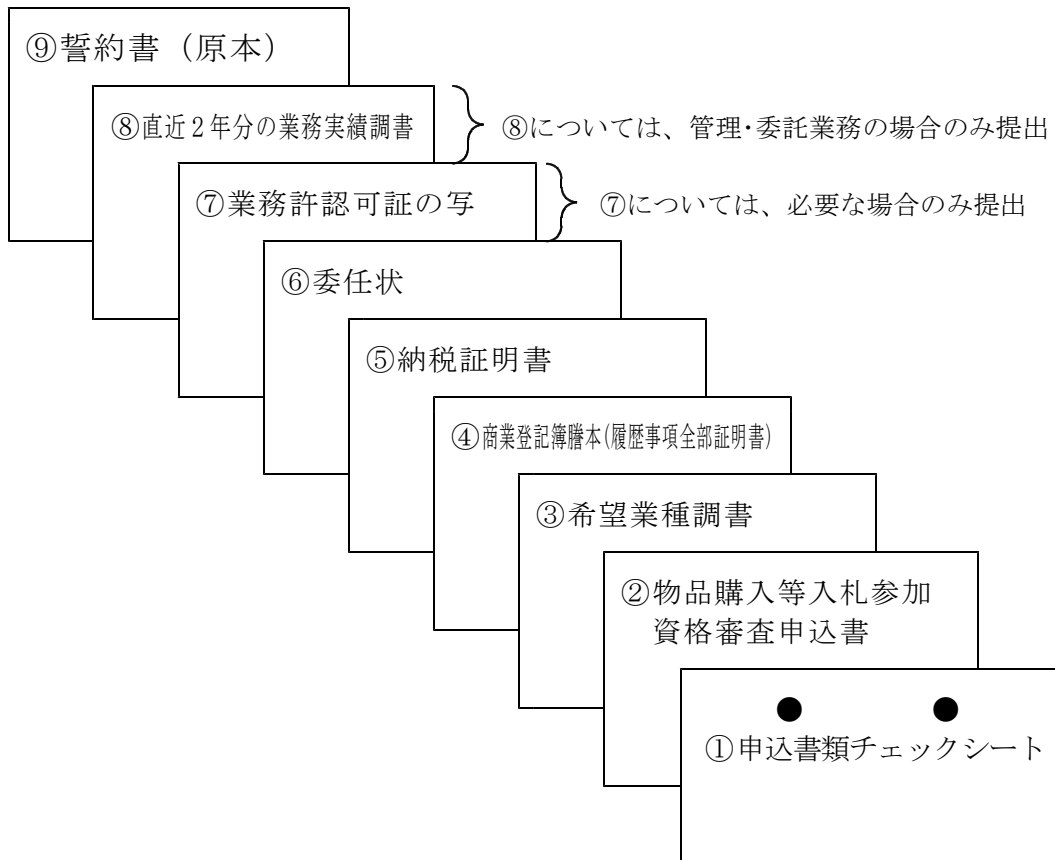 ⑨誓約書（原本）
⑧直近２年分の業務実績調書
⑧については、管理・委託業務の場合のみ提出
⑦業務許認可証の写
⑦については、必要な場合のみ提出
⑥委任状
⑤納税証明書
④商業登記簿謄本(履歴事項全部証明書)
③希望業種調書
②物品購入等入札参加
資格審査申込書
①申込書類チェックシート